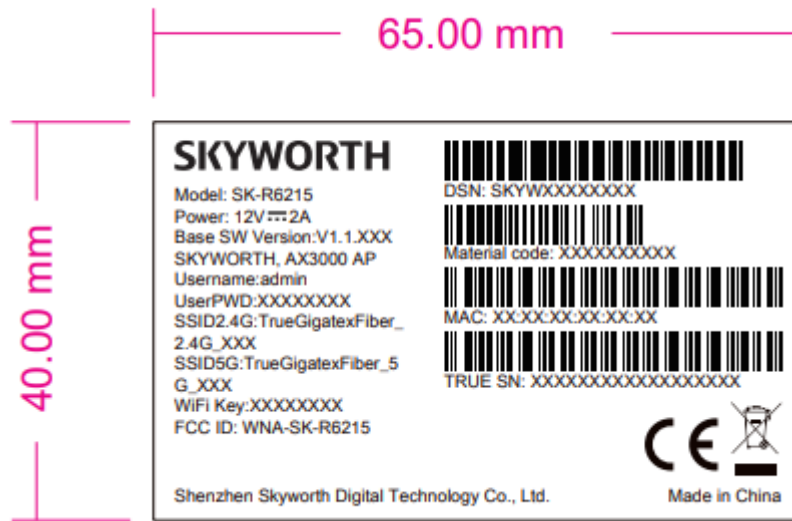 65.00 mm
40.00 mm
SKYWORTH
Model: SK-R6215
Power: 12V⎓2A
Base SW Version:V1.1.XXX
SKYWORTH, AX3000 AP
Username:admin
UserPWD:XXXXXXXX
SSID2.4G:TrueGigatexFiber_
2.4G_XXX
SSID5G:TrueGigatexFiber_5
G_XXX
WiFi Key:XXXXXXXX
FCC ID: WNA-SK-R6215
DSN: SKYWXXXXXXXX
Material code: XXXXXXXXXX
MAC: XX:XX:XX:XX:XX:XX
TRUE SN: XXXXXXXXXXXXXXXXXX
CE
Shenzhen Skyworth Digital Technology Co., Ltd.
Made in China